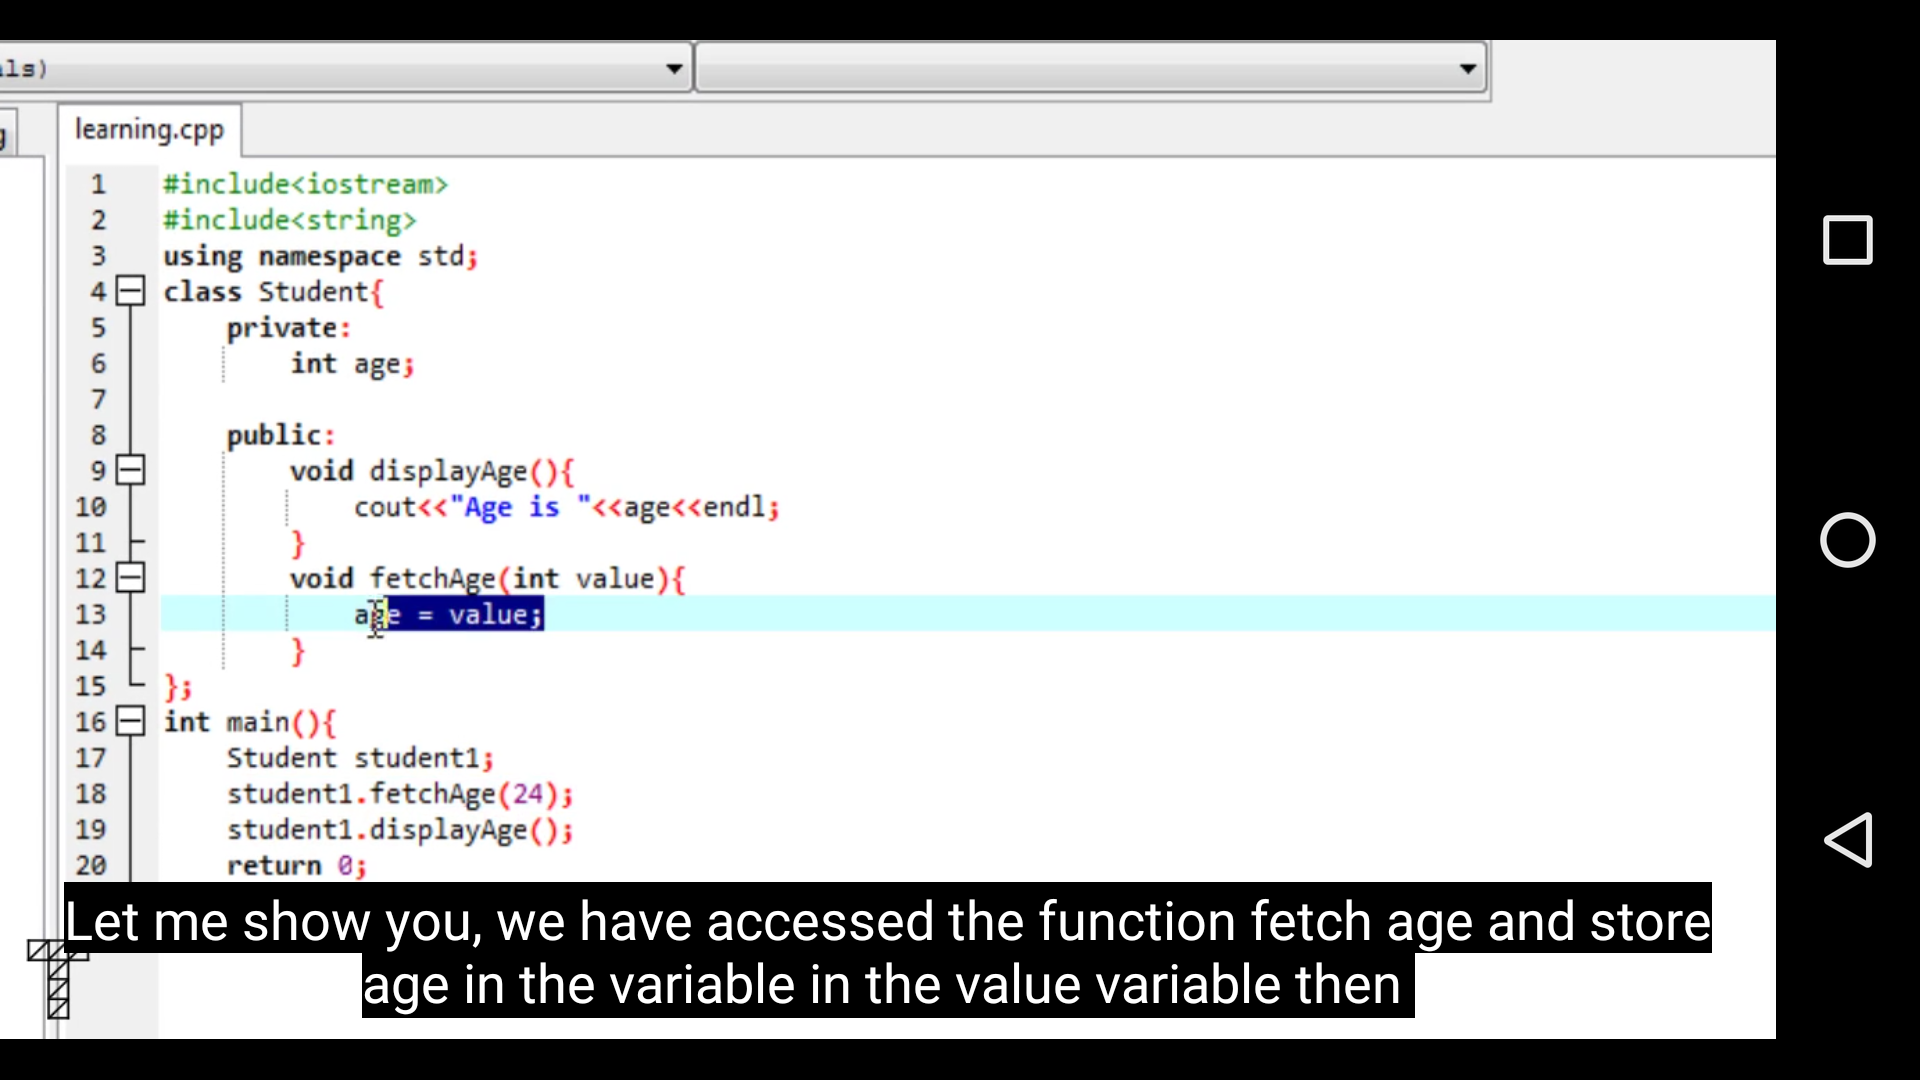 als)
learning.cpp
1 #include<iostream>
2 #include<string>
3 using namespace std;
4 class Student{
5 private:
6 int age;
7
8 public:
9 void displayAge(){
10 cout<<"Age is "<<age<<endl;
11 }
12 void fetchAge(int value){
13 age = value;
14 }
15 };
16 int main(){
17 Student student1;
18 student1.fetchAge(24);
19 student1.displayAge();
20 return 0;
Let me show you, we have accessed the function fetch age and store
age in the variable in the value variable then